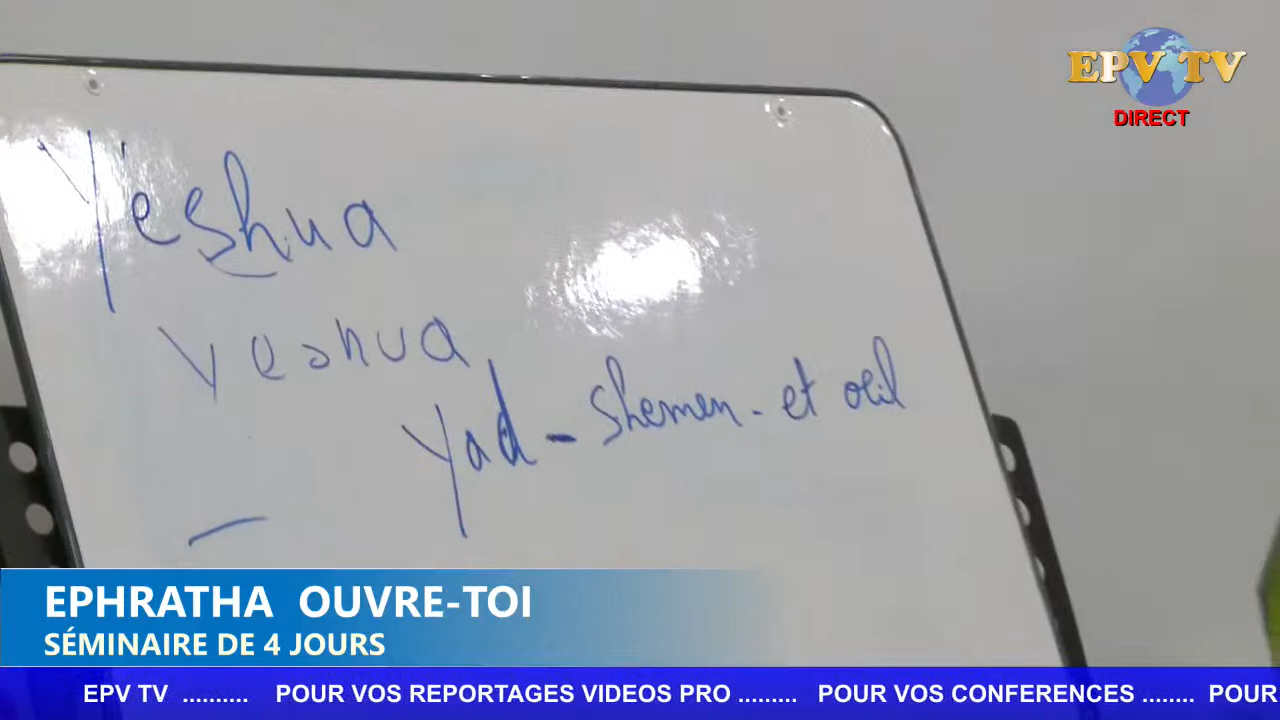 EPV TV
DIRECT
Yeshua
Yeshua
Yad - Shemen - et œil
EPHRATHA OUVRE-TOI
SÉMINAIRE DE 4 JOURS
EPV TV .......... POUR VOS REPORTAGES VIDEOS PRO ......... POUR VOS CONFERENCES ........ POUR